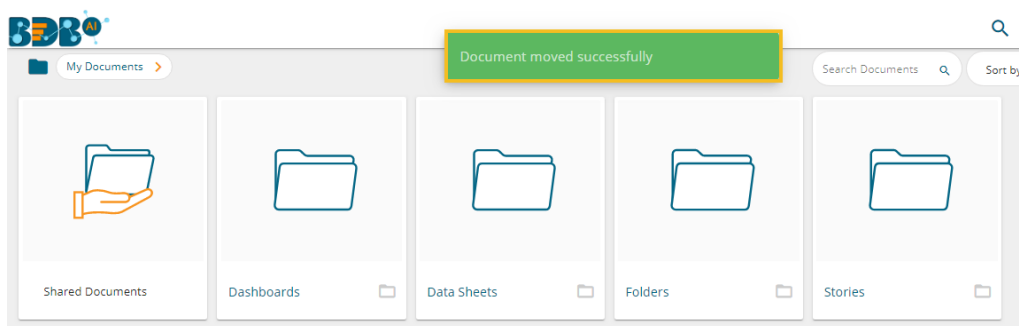 BDB AI
Document moved successfully
My Documents
Search Documents
Sort by
Shared Documents
Dashboards
Data Sheets
Folders
Stories